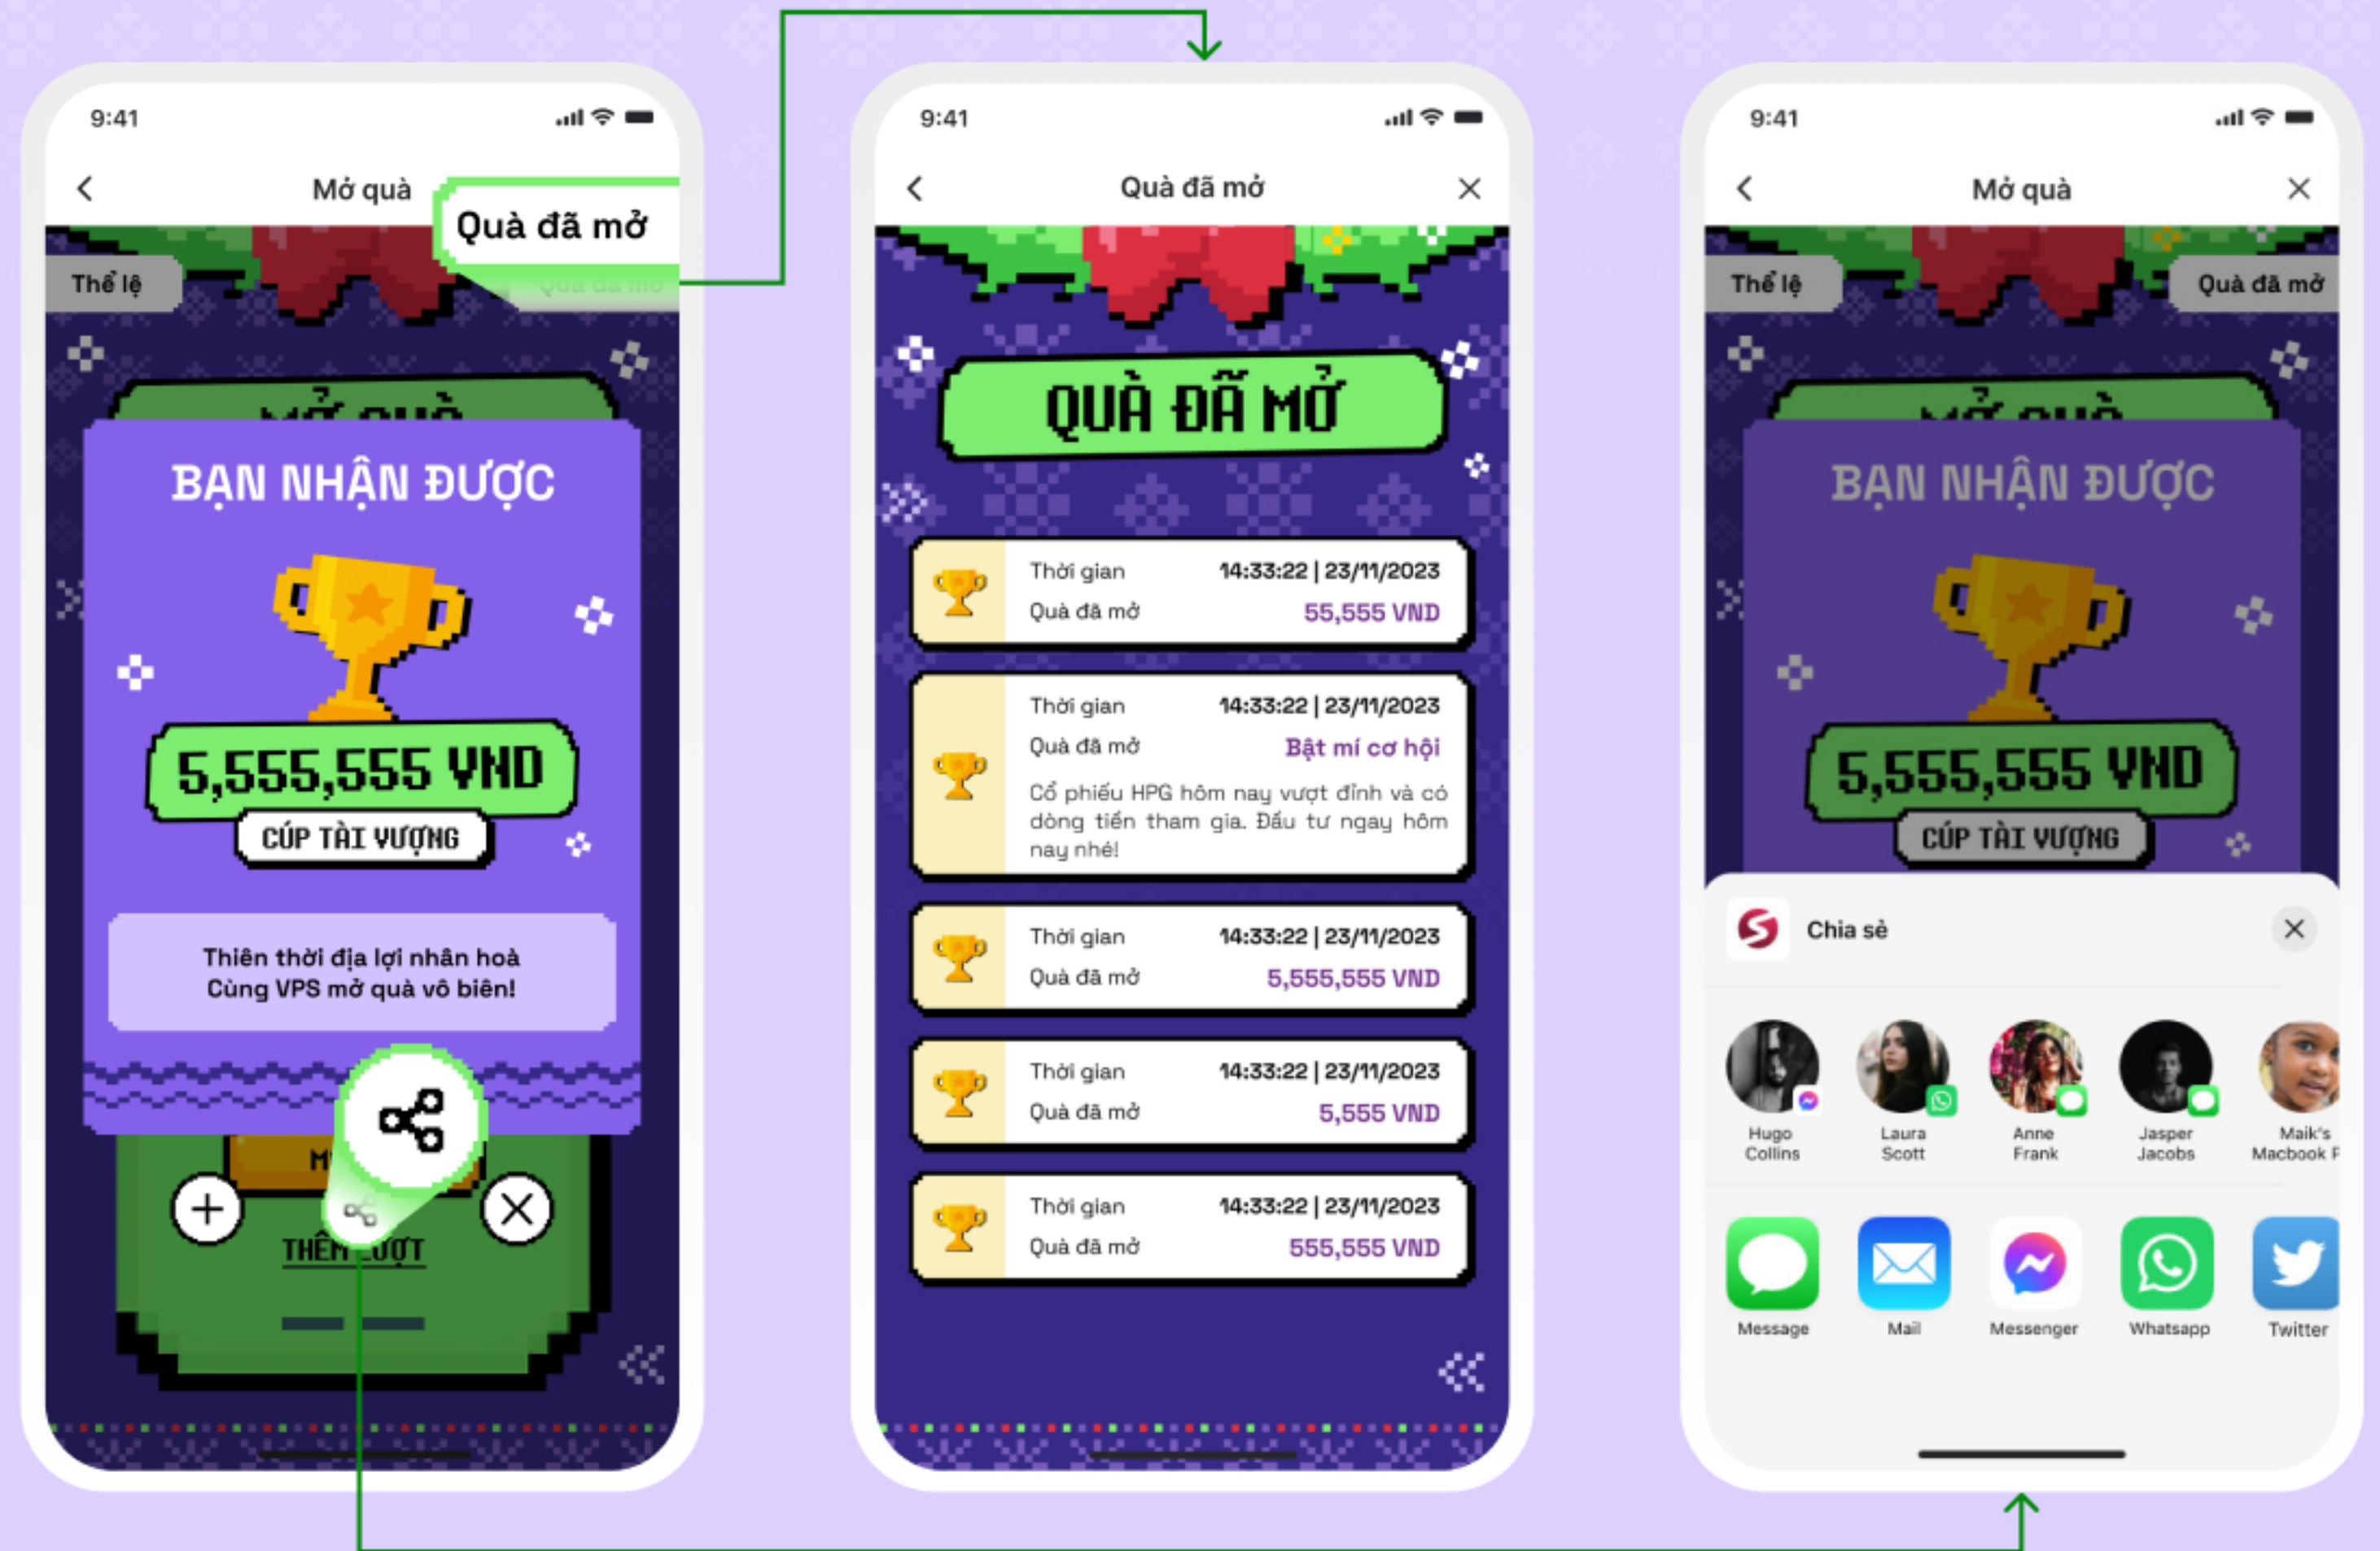 9:41
Mở quà
Quà đã mở
Thể lệ
BẠN NHẬN ĐƯỢC
5,555,555 VND
CÚP TÀI VƯỢNG
Thiên thời địa lợi nhân hoà
Cùng VPS mở quà vô biên!
THÊM LƯỢT
9:41
Quà đã mở
QUÀ ĐÃ MỞ
Thời gian 14:33:22 | 23/11/2023
Quà đã mở 55,555 VND
Thời gian 14:33:22 | 23/11/2023
Quà đã mở Bật mí cơ hội
Cổ phiếu HPG hôm nay vượt đỉnh và có
dòng tiền tham gia. Đầu tư ngay hôm
nay nhé!
Thời gian 14:33:22 | 23/11/2023
Quà đã mở 5,555,555 VND
Thời gian 14:33:22 | 23/11/2023
Quà đã mở 5,555 VND
Thời gian 14:33:22 | 23/11/2023
Quà đã mở 555,555 VND
9:41
Mở quà
Thể lệ
Quà đã mở
BẠN NHẬN ĐƯỢC
5,555,555 VND
CÚP TÀI VƯỢNG
Chia sẻ
Hugo
Collins
Laura
Scott
Anne
Frank
Jasper
Jacobs
Maik's
Macbook
Message
Mail
Messenger
Whatsapp
Twitter